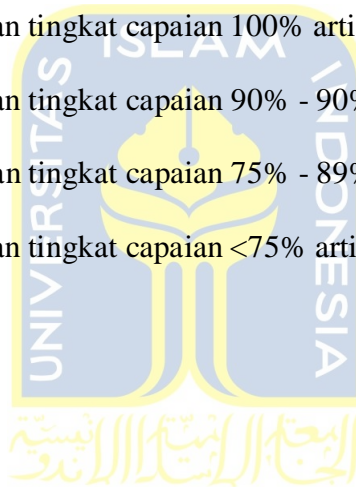 an tingkat capaian 100% arti
an tingkat capaian 90% - 90%
an tingkat capaian 75% - 89%
an tingkat capaian <75% arti
UNIVERSITAS ISLAM INDONESIA